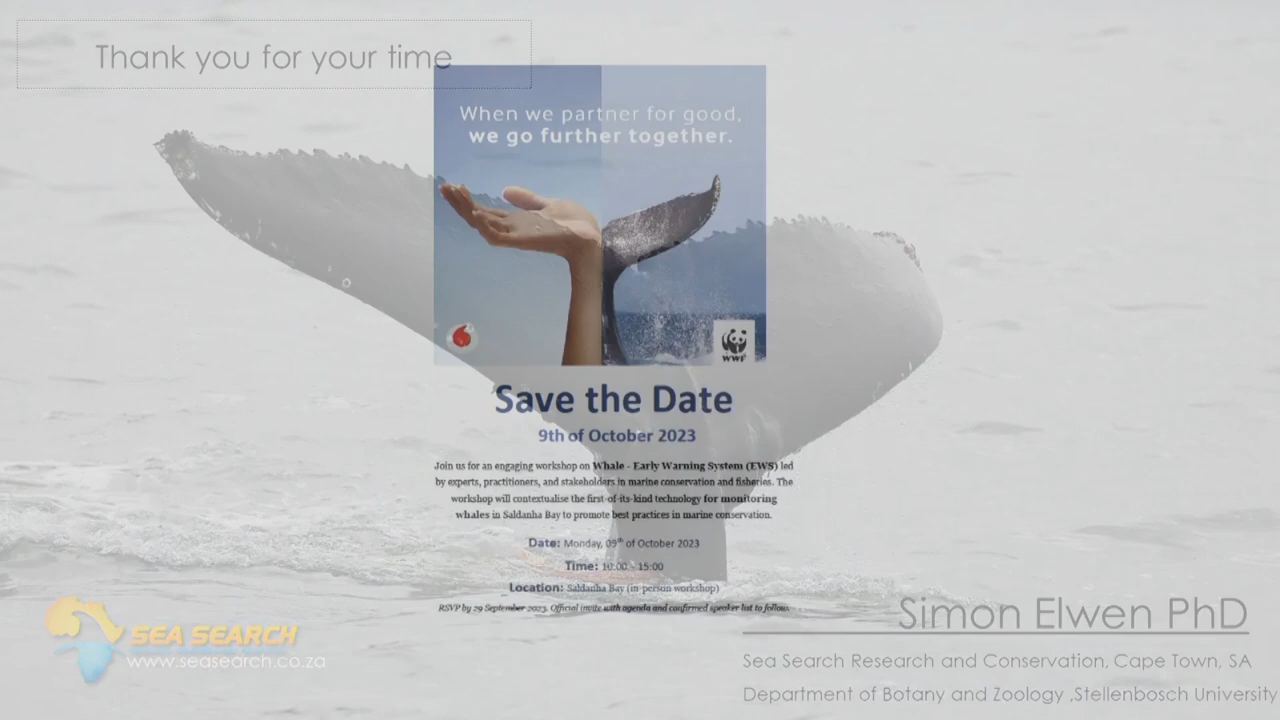 Thank you for your time
When we partner for good,
we go further together.
WWF
Save the Date
9th of October 2023
Join us for an engaging workshop on Whale - Early Warning System (EWS) led
by experts, practitioners, and stakeholders in marine conservation and fisheries. The
workshop will contextualise the first-of-its-kind technology for monitoring
whales in Saldanha Bay to promote best practices in marine conservation.
Date: Monday, 09th of October 2023
Time: 10:00 - 15:00
Location: Saldanha Bay (in-person workshop)
RSVP by 29 September 2023. Official invite with agenda and confirmed speaker list to follow.
SEA SEARCH
www.seasearch.co.za
Simon Elwen PhD
Sea Search Research and Conservation, Cape Town, SA
Department of Botany and Zoology ,Stellenbosch University